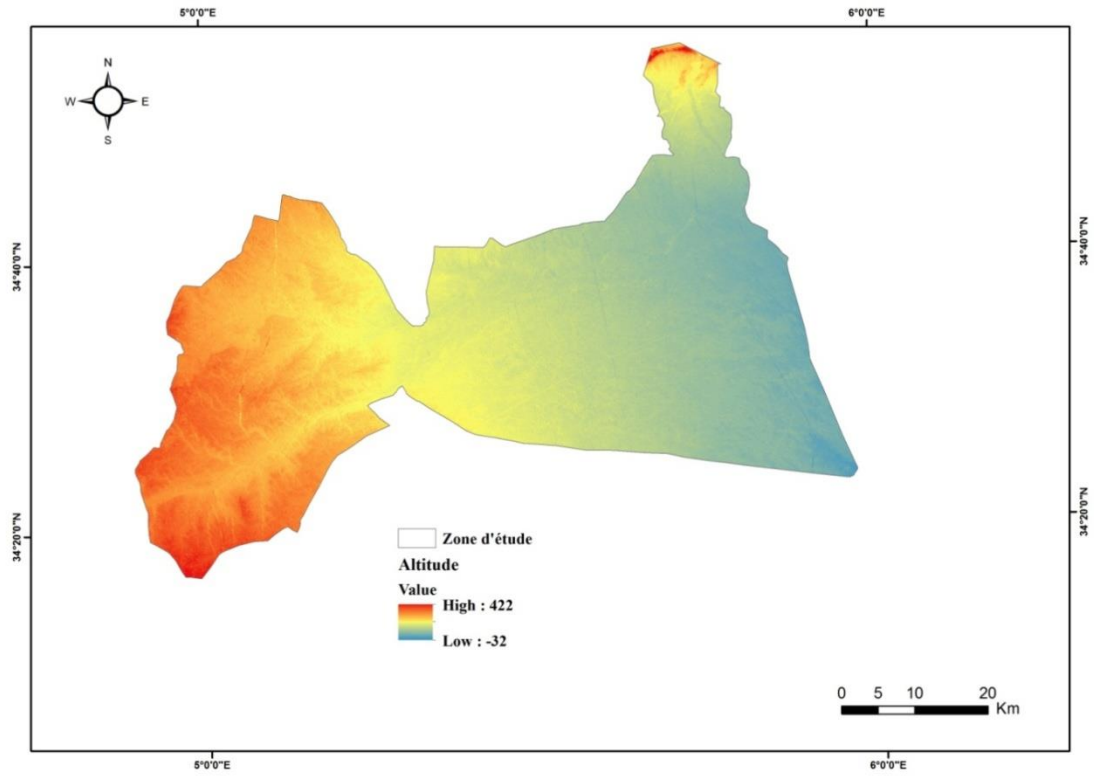 5°0'0"E 6°0'0"E
N
W E
S
34°40'0"N 34°40'0"N
34°20'0"N 34°20'0"N
Zone d'étude
Altitude
Value
High : 422
Low : -32
0 5 10 20
Km
5°0'0"E 6°0'0"E